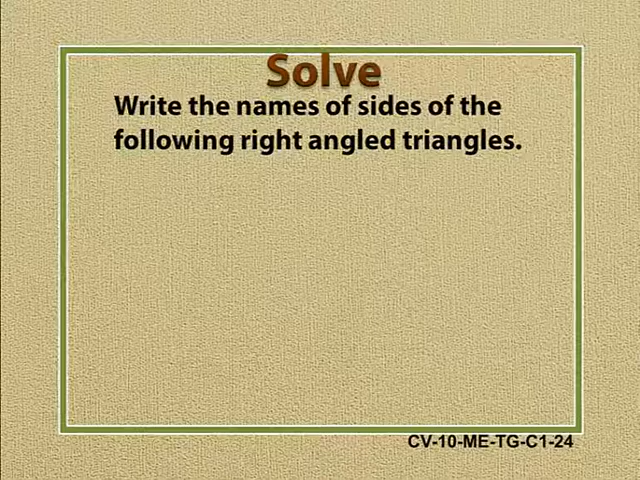 Solve
Write the names of sides of the
following right angled triangles.
CV-10-ME-TG-C1-24